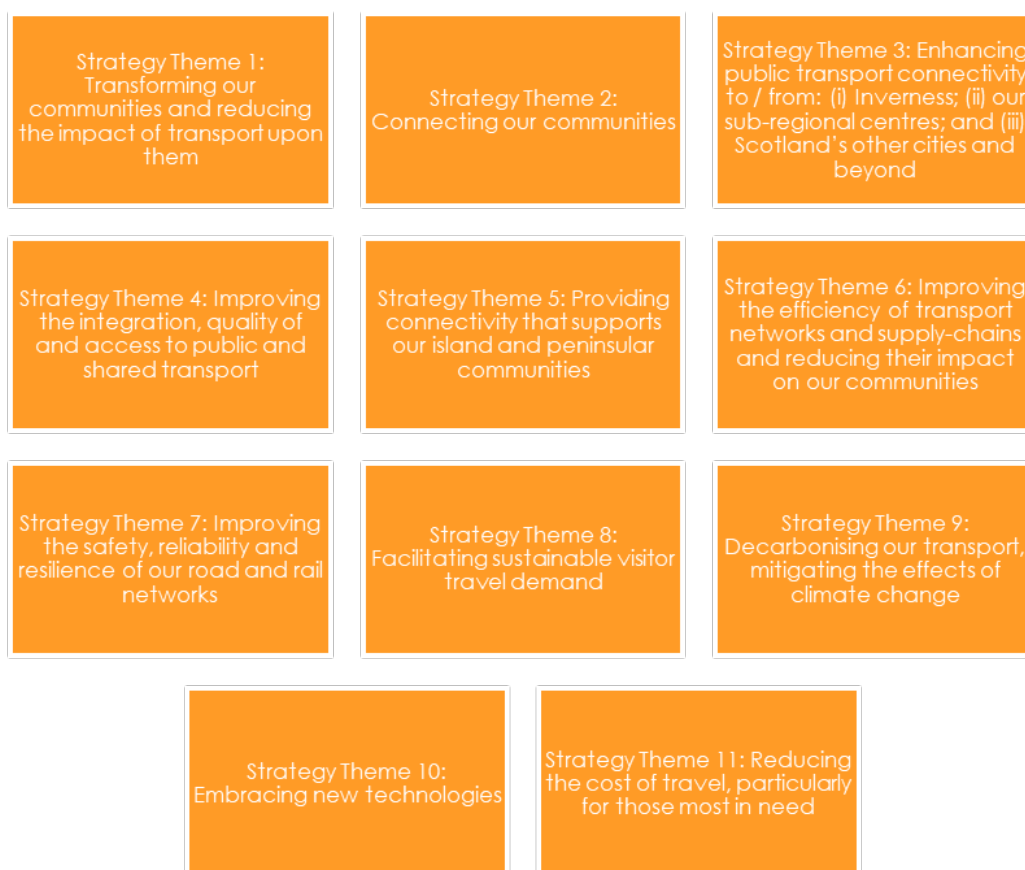 Strategy Theme 1:
Transforming our
communities and reducing
the impact of transport upon
them
Strategy Theme 2:
Connecting our communities
Strategy Theme 3: Enhancing
public transport connectivity
to / from: (i) Inverness; (ii) our
sub-regional centres; and (iii)
Scotland's other cities and
beyond
Strategy Theme 4: Improving
the integration, quality of
and access to public and
shared transport
Strategy Theme 5: Providing
connectivity that supports
our island and peninsular
communities
Strategy Theme 6: Improving
the efficiency of transport
networks and supply-chains
and reducing their impact
on our communities
Strategy Theme 7: Improving
the safety, reliability and
resilience of our road and rail
networks
Strategy Theme 8:
Facilitating sustainable visitor
travel demand
Strategy Theme 9:
Decarbonising our transport,
mitigating the effects of
climate change
Strategy Theme 10:
Embracing new technologies
Strategy Theme 11: Reducing
the cost of travel, particularly
for those most in need